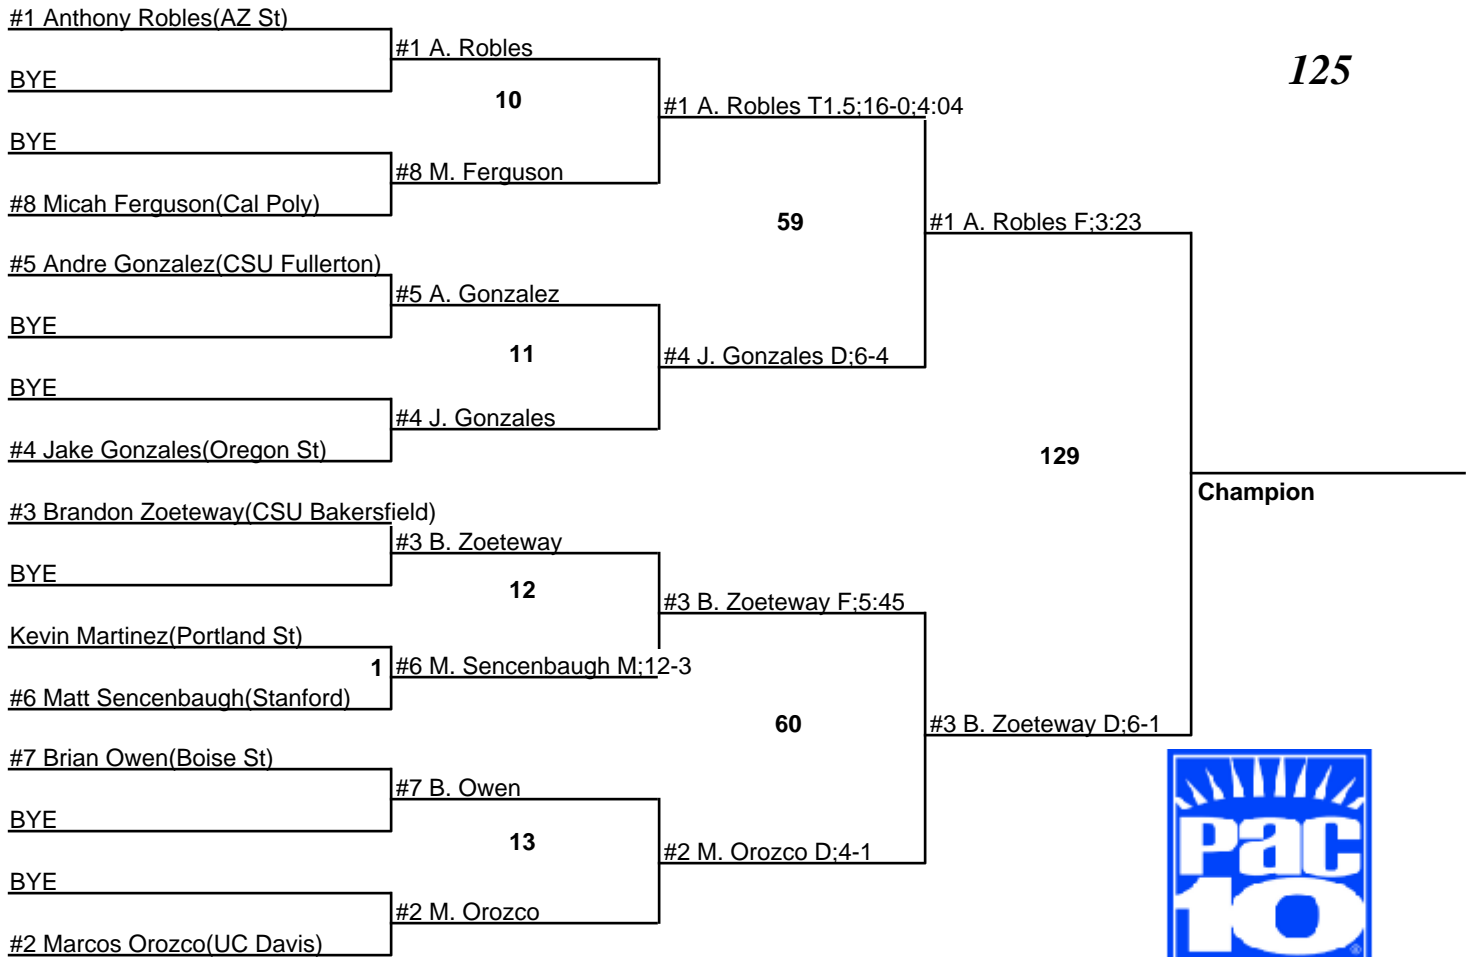 #1 Anthony Robles(AZ St)
#1 A. Robles
125
BYE
10
#1 A. Robles T1.5;16-0;4:04
BYE
#8 M. Ferguson
#8 Micah Ferguson(Cal Poly)
59
#1 A. Robles F;3:23
#5 Andre Gonzalez(CSU Fullerton)
#5 A. Gonzalez
BYE
11
#4 J. Gonzales D;6-4
BYE
#4 J. Gonzales
#4 Jake Gonzales(Oregon St)
129
Champion
#3 Brandon Zoeteway(CSU Bakersfield)
#3 B. Zoeteway
BYE
12
#3 B. Zoeteway F;5:45
Kevin Martinez(Portland St)
1
#6 M. Sencenbaugh M;12-3
#6 Matt Sencenbaugh(Stanford)
60
#3 B. Zoeteway D;6-1
#7 Brian Owen(Boise St)
#7 B. Owen
BYE
13
#2 M. Orozco D;4-1
BYE
#2 M. Orozco
#2 Marcos Orozco(UC Davis)
Pac
10
®